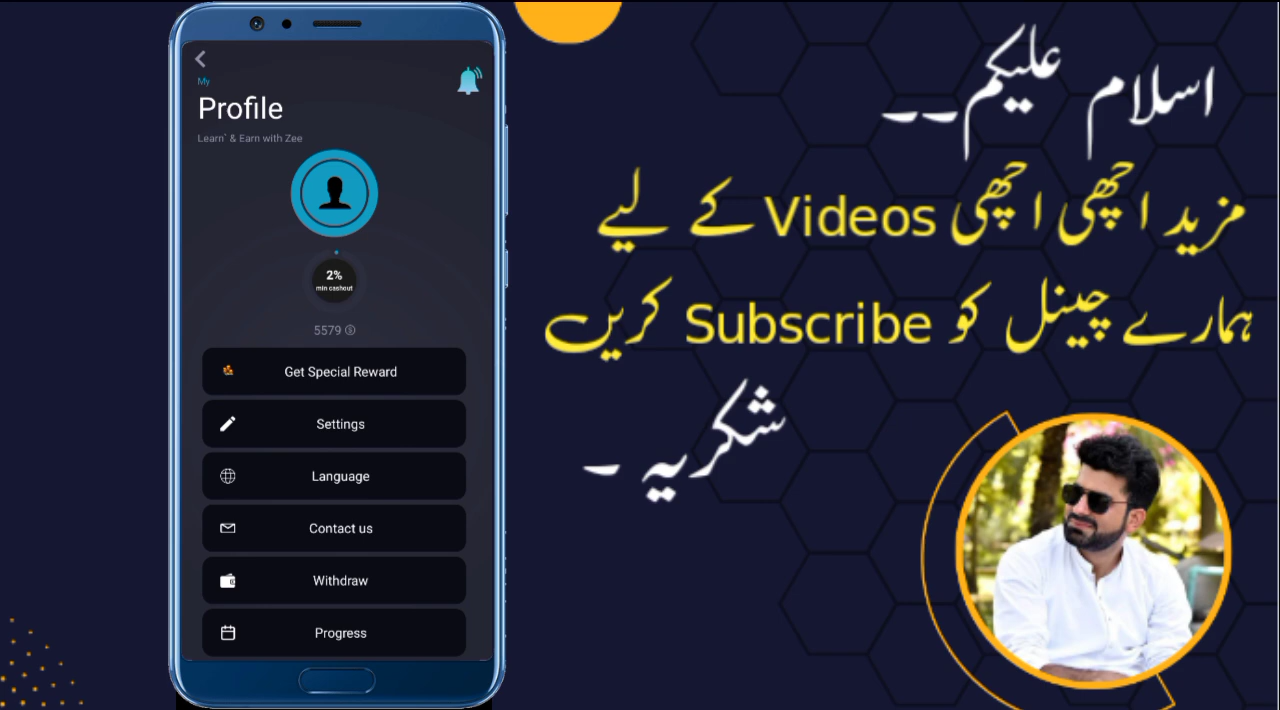 My
Profile
Learn` & Earn with Zee
2%
min cashout
5579
Get Special Reward
Settings
Language
Contact us
Withdraw
Progress
اسلام علیکم۔۔
مزید اچھی اچھی Videos کے لیے
ہمارے چینل کو Subscribe کریں
شکریہ ۔